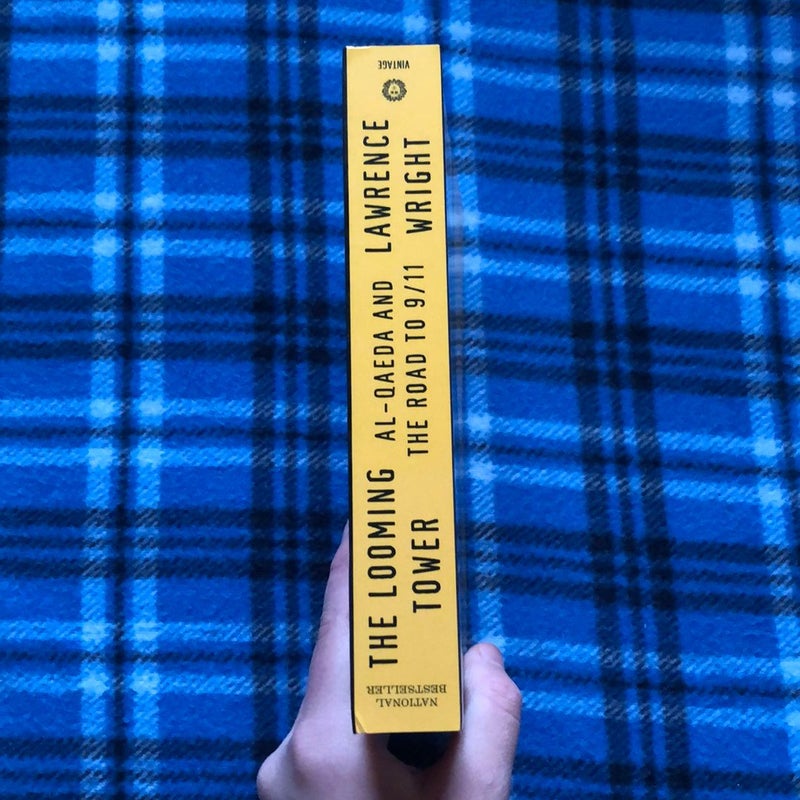 NATIONAL
BESTSELLER
THE LOOMING
TOWER
AL-QAEDA AND
THE ROAD TO 9/11
LAWRENCE
WRIGHT
VINTAGE